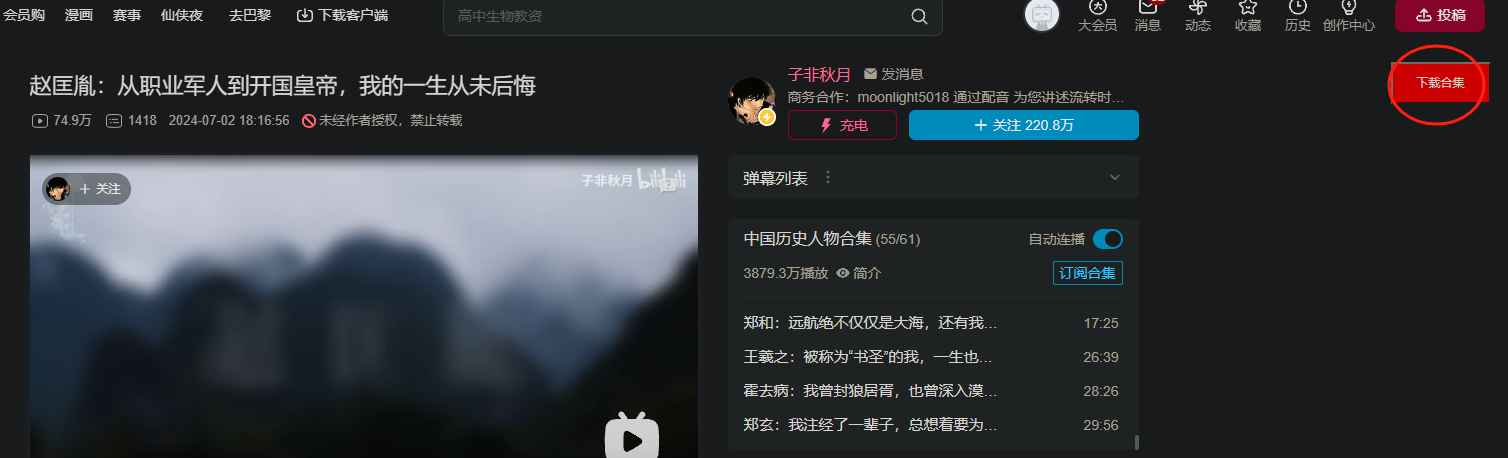 会员购 漫画 赛事 仙侠夜 去巴黎 下载客户端 高中生物教资 大会员 消息 动态 收藏 历史 创作中心 投稿
赵匡胤：从职业军人到开国皇帝，我的一生从未后悔
74.9万 1418 2024-07-02 18:16:56 未经作者授权，禁止转载
子非秋月 发消息
商务合作：moonlight5018 通过配音 为您讲述流转时...
充电 + 关注 220.8万
下载合集
+ 关注
子非秋月 bilibili
弹幕列表
中国历史人物合集 (55/61) 自动连播
3879.3万播放 简介 订阅合集
郑和：远航绝不仅仅是大海，还有我... 17:25
王羲之：被称为“书圣”的我，一生也... 26:39
霍去病：我曾封狼居胥，也曾深入漠... 28:26
郑玄：我注经了一辈子，总想着要为... 29:56